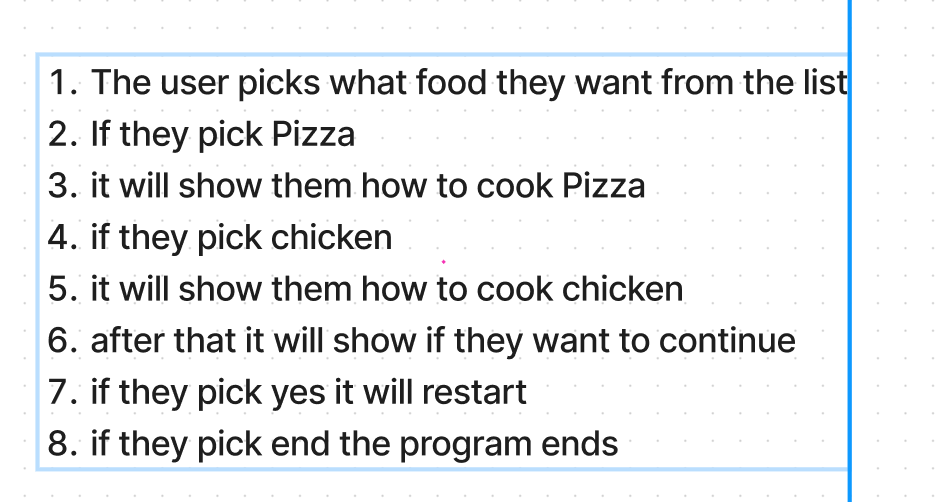 1. The user picks what food they want from the list
2. If they pick Pizza
3. it will show them how to cook Pizza
4. if they pick chicken
5. it will show them how to cook chicken
6. after that it will show if they want to continue
7. if they pick yes it will restart
8. if they pick end the program ends